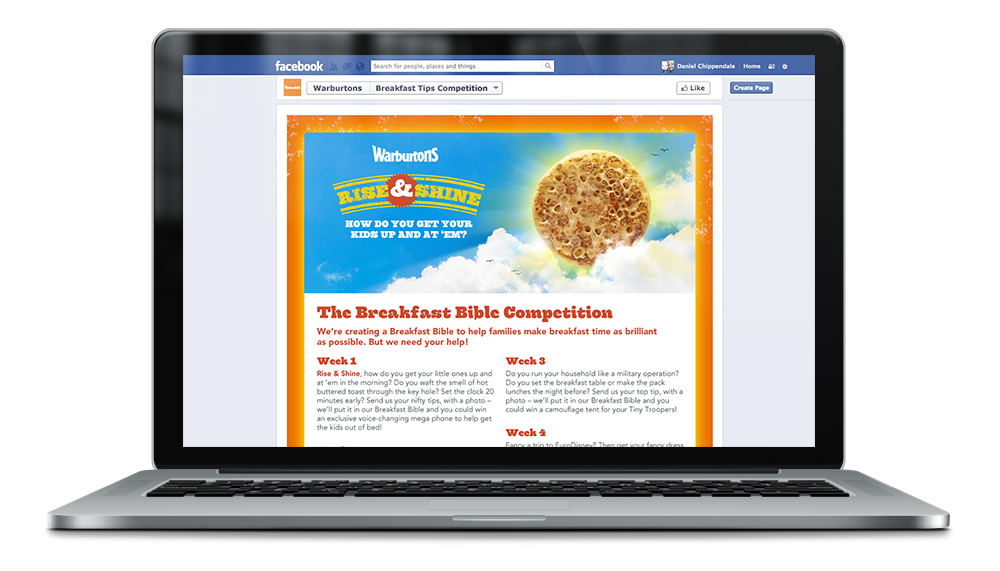 facebook
Search for people, places and things
Daniel Chippendale
Home
Warburtons
Breakfast Tips Competition
Like
Create Page
Warburtons
RISE & SHINE
HOW DO YOU GET YOUR
KIDS UP AND AT 'EM?
The Breakfast Bible Competition
We're creating a Breakfast Bible to help families make breakfast time as brilliant
as possible. But we need your help!
Week 1
Rise & Shine, how do you get your little ones up and
at 'em in the morning? Do you waft the smell of hot
buttered toast through the key hole? Set the clock 20
minutes early? Send us your nifty tips, with a photo –
we'll put it in our Breakfast Bible and you could win
an exclusive voice-changing mega phone to help get
the kids out of bed!
Week 3
Do you run your household like a military operation?
Do you set the breakfast table or make the pack
lunches the night before? Send us your top tip, with a
photo – we'll put it in our Breakfast Bible and you
could win a camouflage tent for your Tiny Troopers!
Week 4
Fancy a trip to EuroDisney? Then get your fancy dress